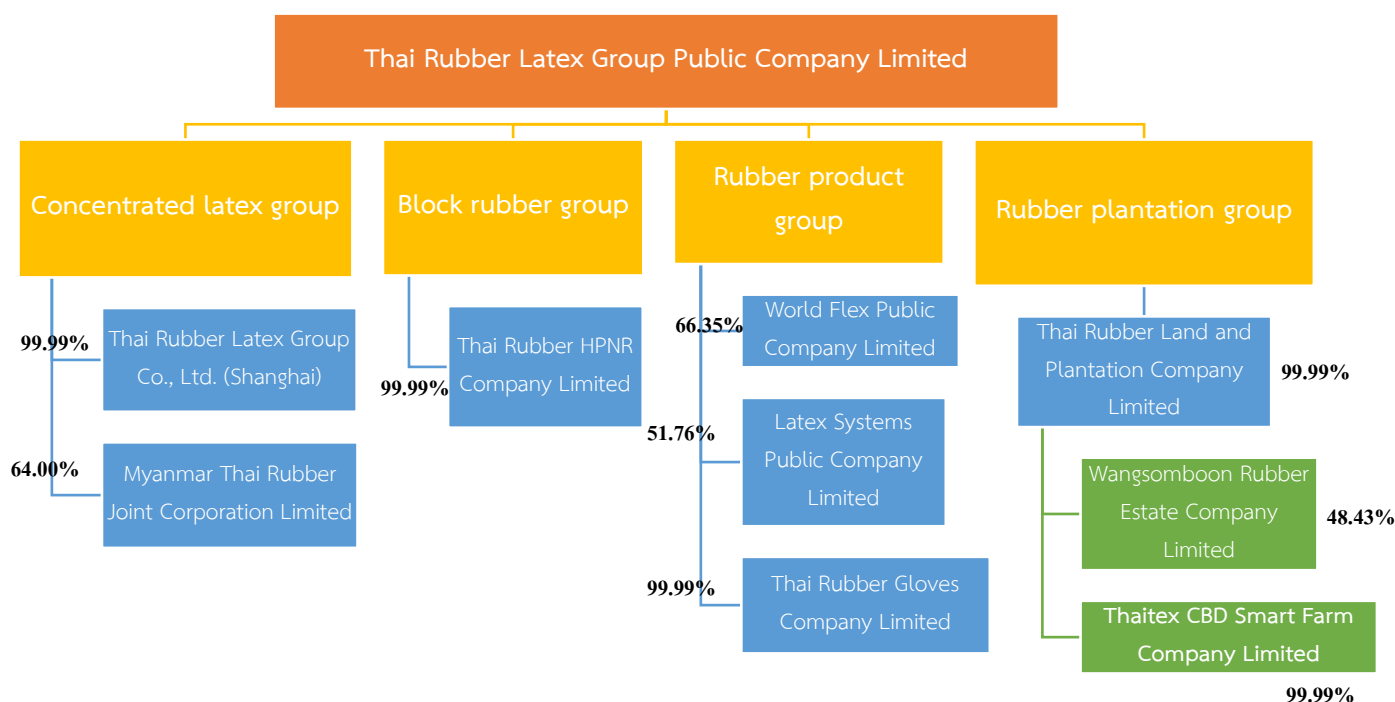 Thai Rubber Latex Group Public Company Limited
Concentrated latex group
99.99%
Thai Rubber Latex Group
Co., Ltd. (Shanghai)
64.00%
Myanmar Thai Rubber
Joint Corporation Limited
Block rubber group
99.99%
Thai Rubber HPNR
Company Limited
Rubber product
group
66.35%
World Flex Public
Company Limited
51.76%
Latex Systems
Public Company
Limited
99.99%
Thai Rubber Gloves
Company Limited
Rubber plantation group
Thai Rubber Land and
Plantation Company
Limited
99.99%
Wangsomboon Rubber
Estate Company
Limited
48.43%
Thaitex CBD Smart Farm
Company Limited
99.99%